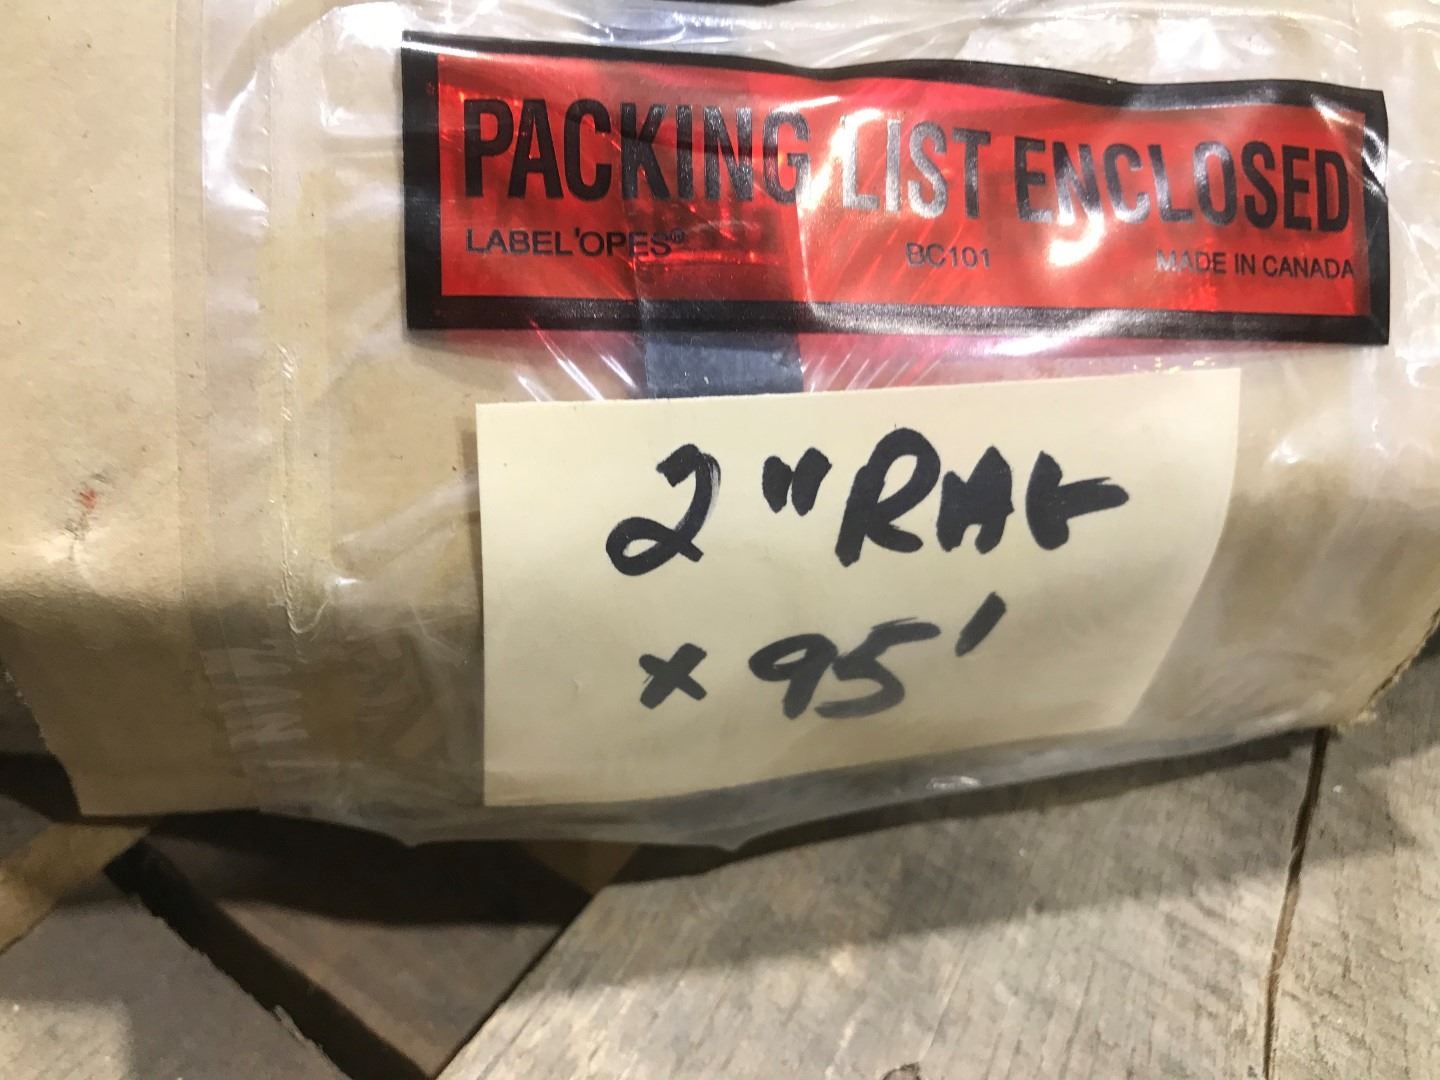 PACKING LIST ENCLOSED
LABEL'OPES® BC101 MADE IN CANADA
2" RAF
x 95'